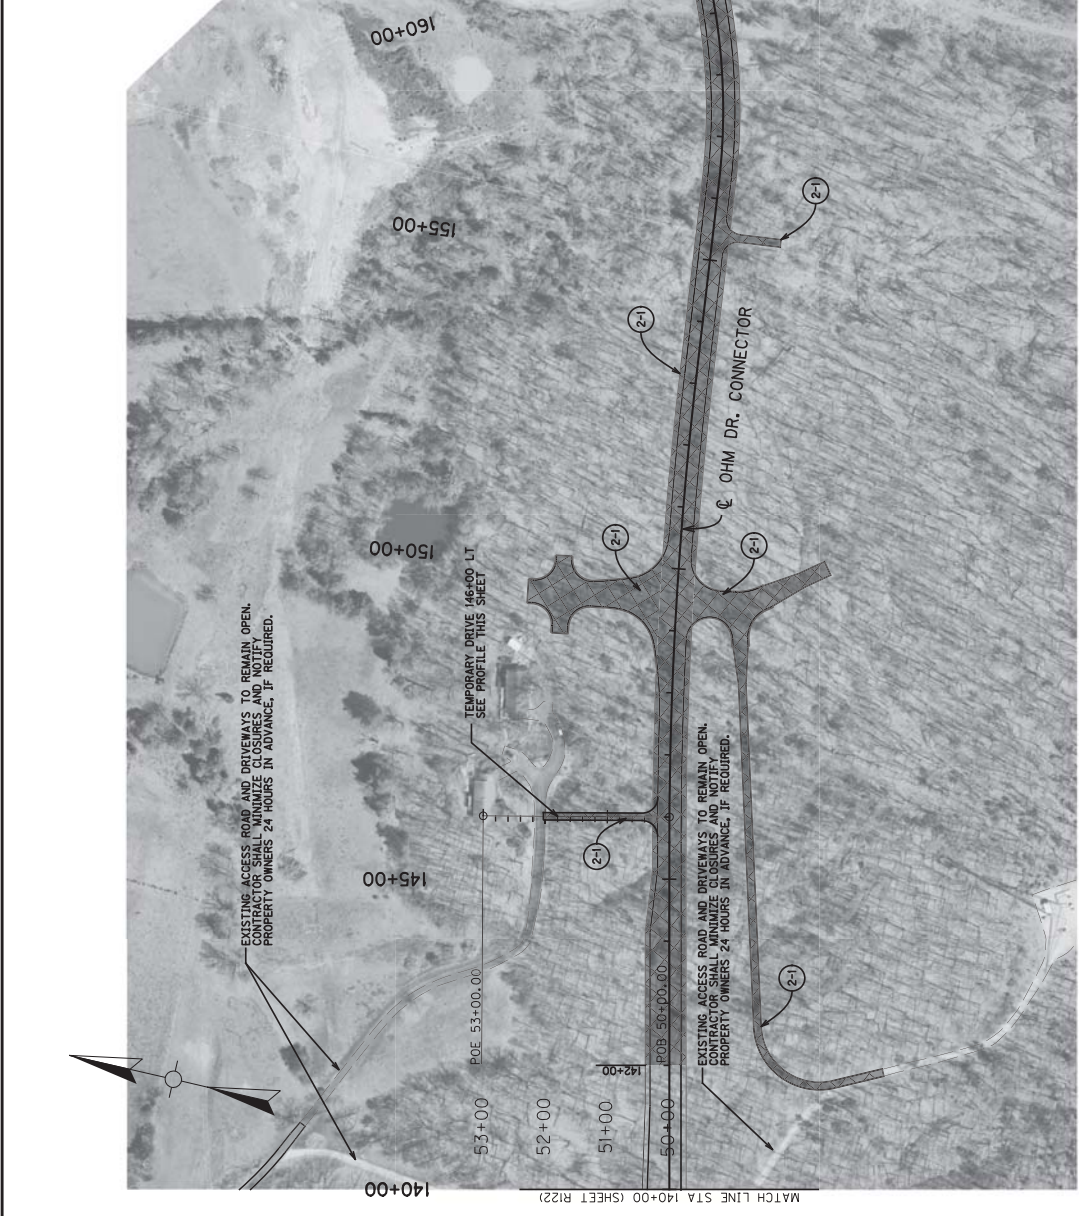 160+00
155+00
150+00
145+00
140+00
2-1
2-1
℄ OHM DR. CONNECTOR
2-1
2-1
TEMPORARY DRIVE 146+00 LT
SEE PROFILE THIS SHEET
EXISTING ACCESS ROAD AND DRIVEWAYS TO REMAIN OPEN.
CONTRACTOR SHALL MINIMIZE CLOSURES AND NOTIFY
PROPERTY OWNERS 24 HOURS IN ADVANCE, IF REQUIRED.
2-1
EXISTING ACCESS ROAD AND DRIVEWAYS TO REMAIN OPEN.
CONTRACTOR SHALL MINIMIZE CLOSURES AND NOTIFY
PROPERTY OWNERS 24 HOURS IN ADVANCE, IF REQUIRED.
2-1
POE 53+00.00
POB 50+00.00
142+00
53+00
52+00
51+00
50+00
MATCH LINE STA 140+00 (SHEET R122)